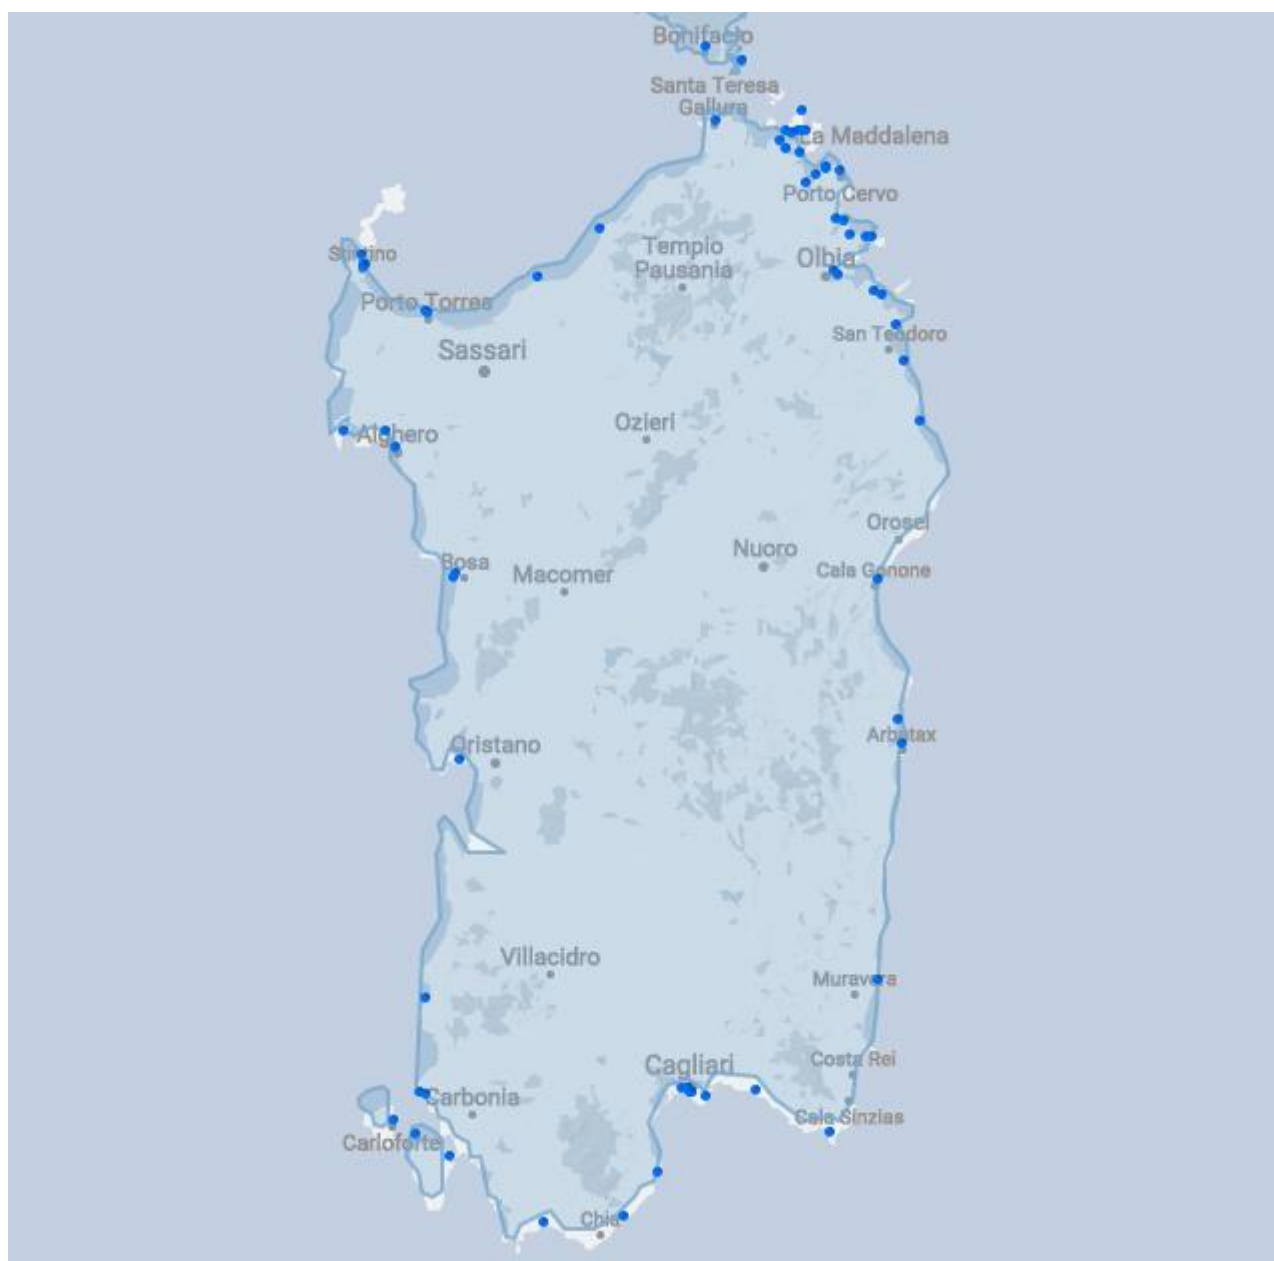 Bonifacio
Santa Teresa
Gallura
La Maddalena
Porto Cervo
Stintino
Tempio
Pausania
Olbia
Porto Torres
San Teodoro
Sassari
Ozieri
Alghero
Orosei
Nuoro
Bosa
Macomer
Cala Gonone
Oristano
Arbatax
Villacidro
Muravera
Costa Rei
Cagliari
Carbonia
Cala Sinzias
Carloforte
Chia